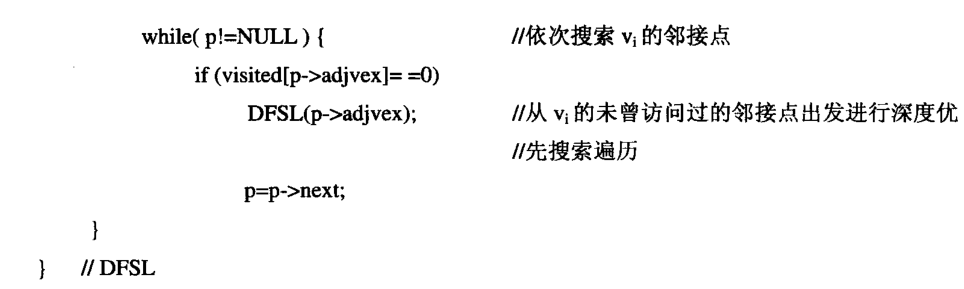 while( p!=NULL ) { //依次搜索 vi 的邻接点
if (visited[p->adjvex]= =0)
DFSL(p->adjvex); //从 vi 的未曾访问过的邻接点出发进行深度优
//先搜索遍历
p=p->next;
}
} // DFSL